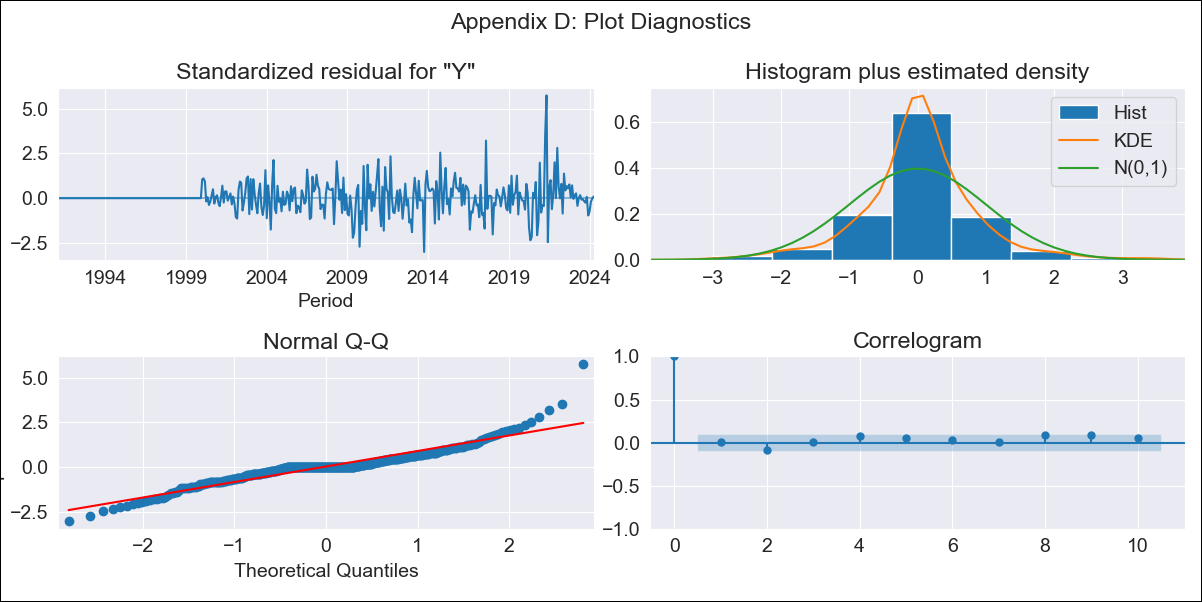 Appendix D: Plot Diagnostics
Standardized residual for "Y"
5.0
2.5
0.0
−2.5
1994 1999 2004 2009 2014 2019 2024
Period
Histogram plus estimated density
Hist
KDE
N(0,1)
0.6
0.4
0.2
0.0
−3 −2 −1 0 1 2 3
Normal Q-Q
5.0
2.5
0.0
−2.5
−2 −1 0 1 2
Theoretical Quantiles
Correlogram
1.0
0.5
0.0
−0.5
−1.0
0 2 4 6 8 10